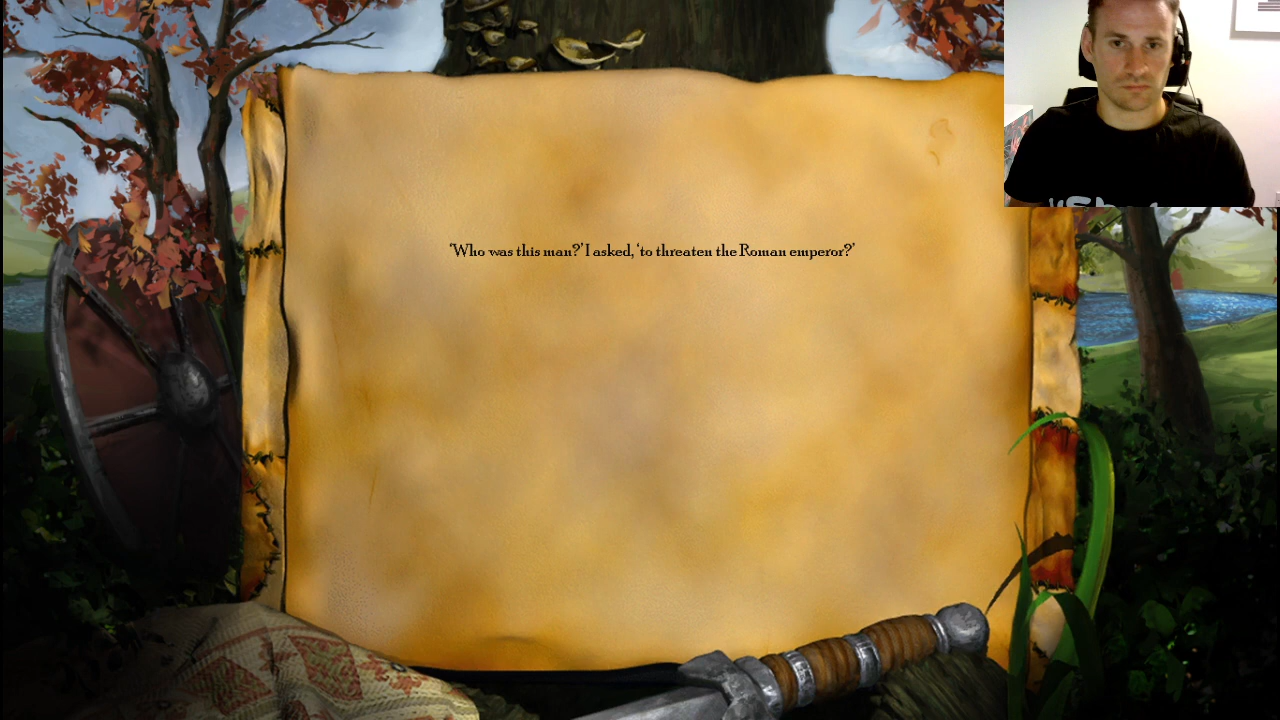 ‘Who was this man?’ I asked, ‘to threaten the Roman emperor?’